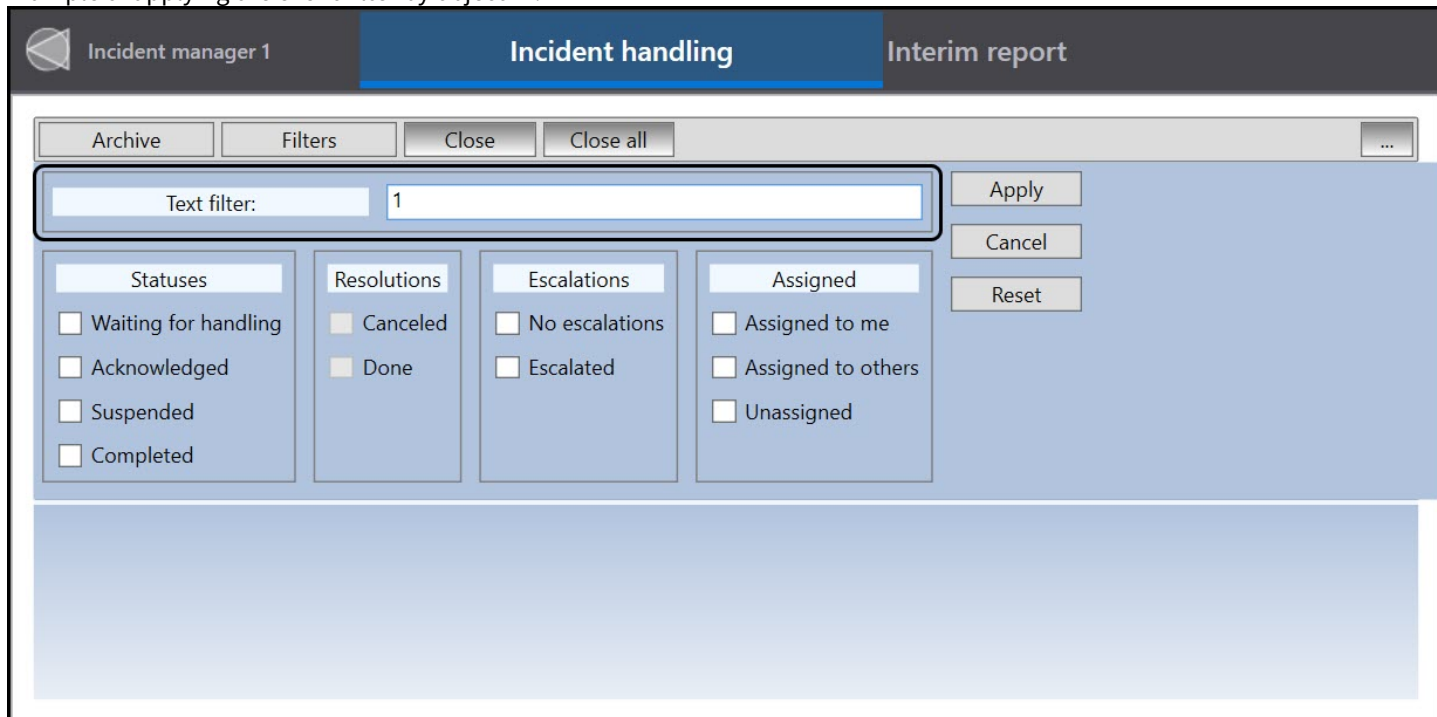 Incident manager 1 Incident handling Interim report
Archive Filters Close Close all ...
Text filter: 1 Apply
Cancel
Statuses Resolutions Escalations Assigned Reset
Waiting for handling Canceled No escalations Assigned to me
Acknowledged Done Escalated Assigned to others
Suspended Unassigned
Completed